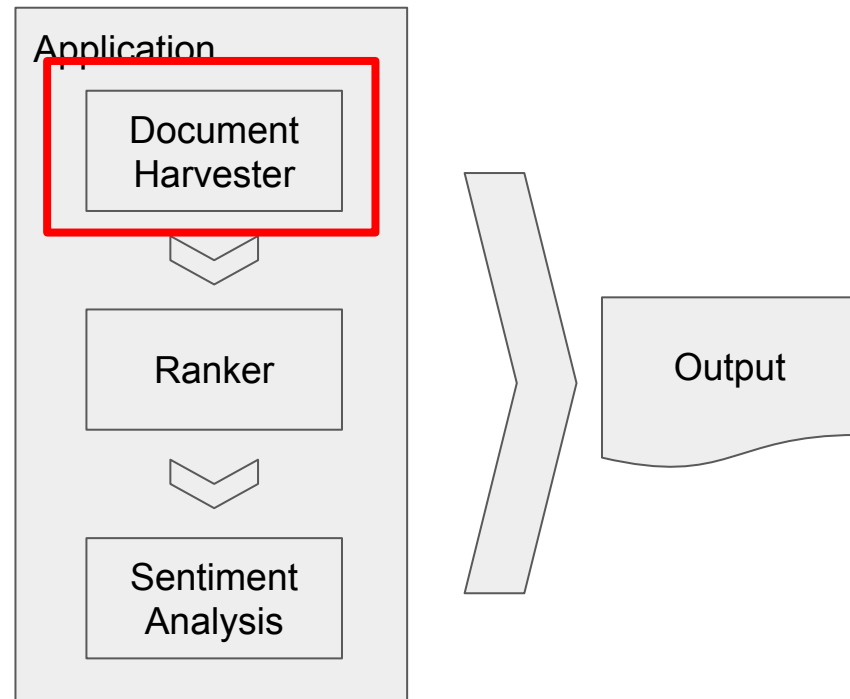 Application
Document
Harvester
Ranker
Output
Sentiment
Analysis